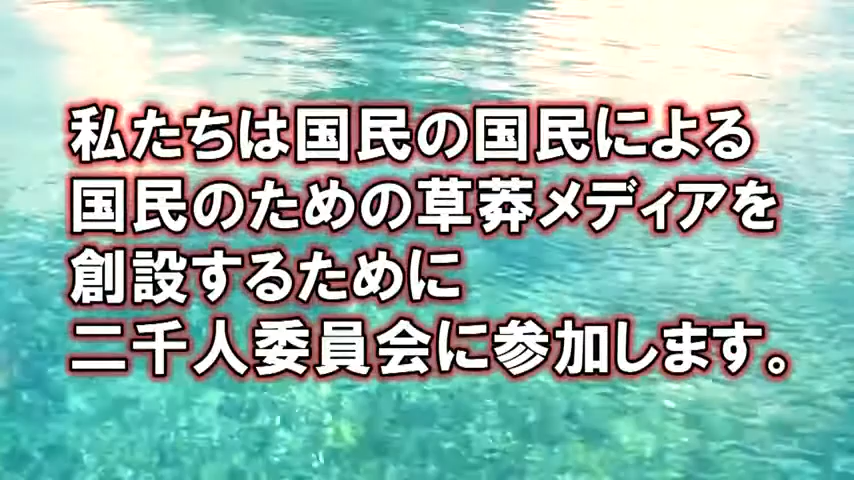 私たちは国民の国民による
国民のための草莽メディアを
創設するために
二千人委員会に参加します。